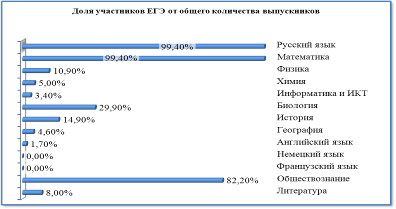 Доля участников ЕГЭ от общего количества выпускников
99,40% Русский язык
99,40% Математика
10,90% Физика
5,00% Химия
3,40% Информатика и ИКТ
29,90% Биология
14,90% История
4,60% География
1,70% Английский язык
0,00% Немецкий язык
0,00% Французский язык
82,20% Обществознание
8,00% Литература